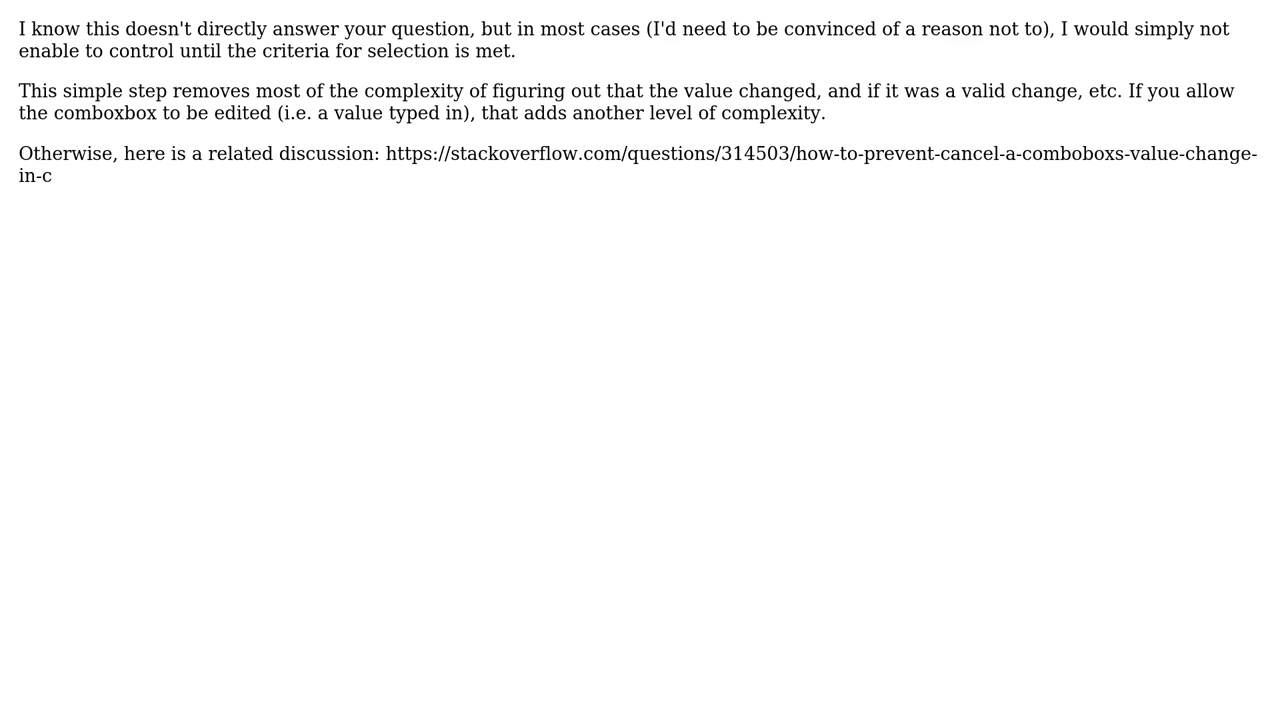 I know this doesn't directly answer your question, but in most cases (I'd need to be convinced of a reason not to), I would simply not
enable to control until the criteria for selection is met.
This simple step removes most of the complexity of figuring out that the value changed, and if it was a valid change, etc. If you allow
the comboxbox to be edited (i.e. a value typed in), that adds another level of complexity.
Otherwise, here is a related discussion: https://stackoverflow.com/questions/314503/how-to-prevent-cancel-a-comboboxs-value-change-
in-c